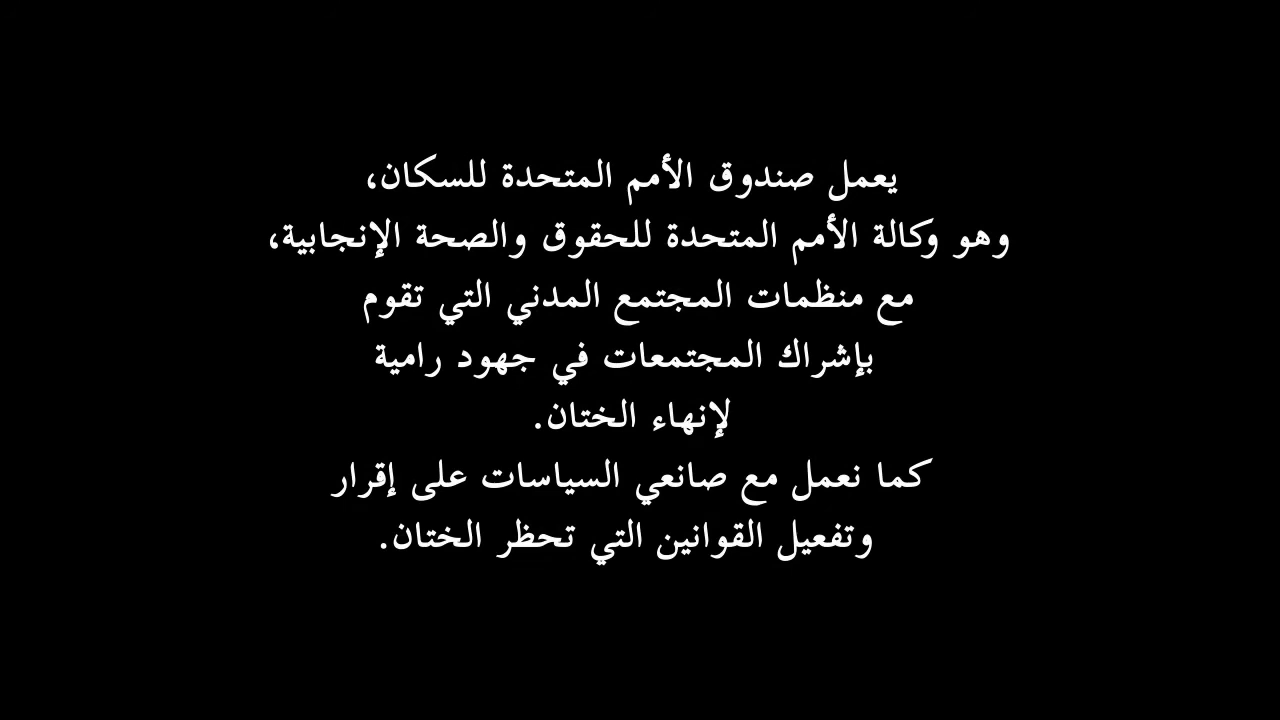 يعمل صندوق الأمم المتحدة للسكان،
وهو وكالة الأمم المتحدة للحقوق والصحة الإنجابية،
مع منظمات المجتمع المدني التي تقوم
بإشراك المجتمعات في جهود رامية
لإنهاء الختان.
كما نعمل مع صانعي السياسات على إقرار
وتفعيل القوانين التي تحظر الختان.